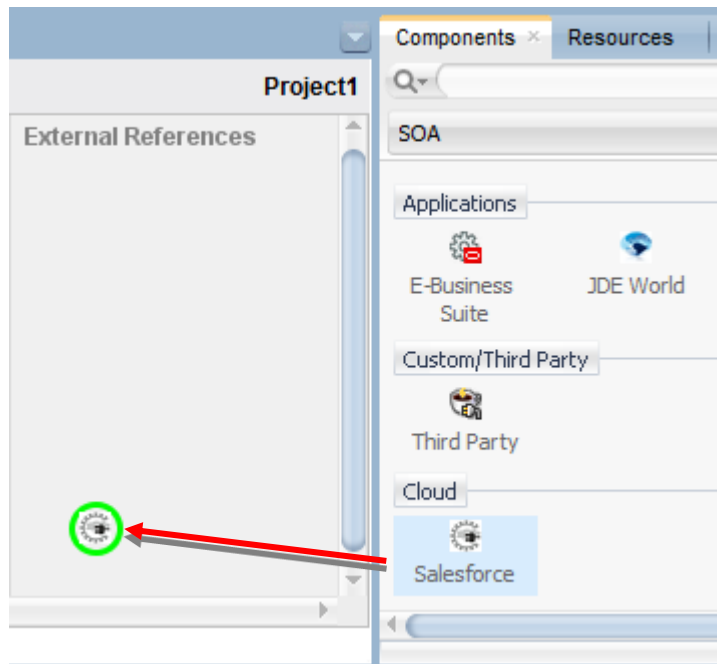 Components
Resources
Project1
External References
SOA
Applications
E-Business
Suite
JDE World
Custom/Third Party
Third Party
Cloud
Salesforce